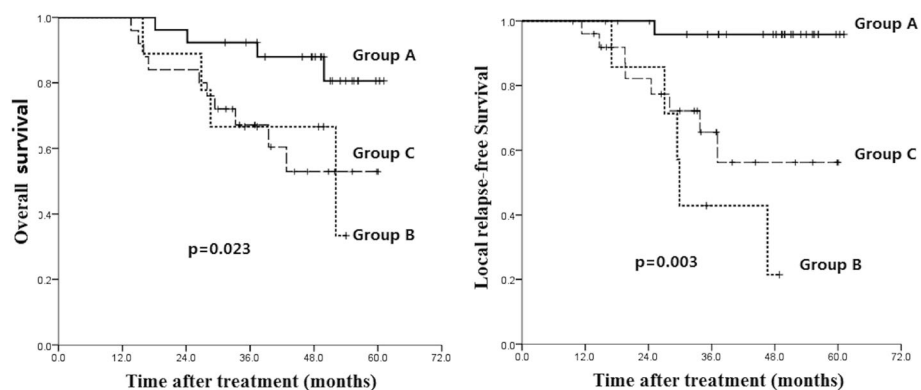 1.0
0.8
0.6
0.4
0.2
0.0
0.0
12.0
24.0
36.0
48.0
60.0
72.0
Overall survival
Time after treatment (months)
Group A
Group C
Group B
p=0.023
1.0
0.8
0.6
0.4
0.2
0.0
0.0
12.0
24.0
36.0
48.0
60.0
72.0
Local relapse-free Survival
Time after treatment (months)
Group A
Group C
Group B
p=0.003